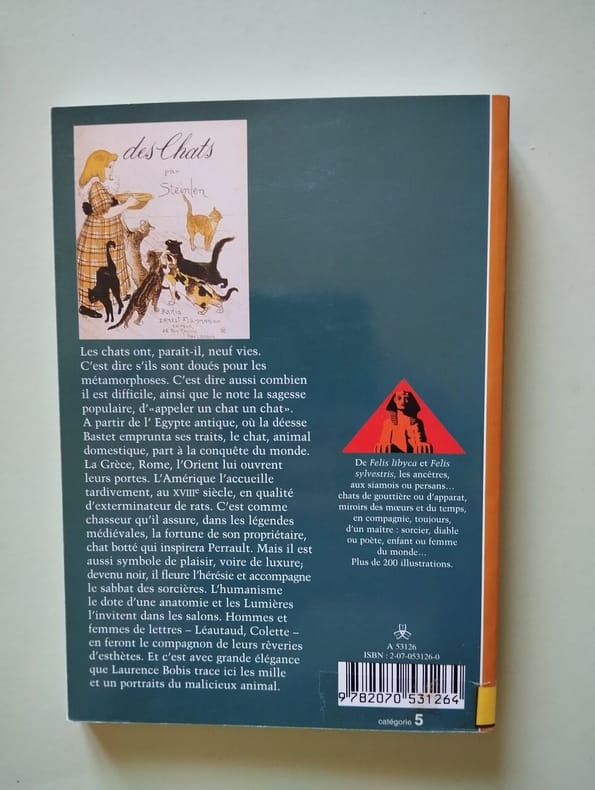 des Chats
par
Steinlen
PARIS
ERNEST FLAMMARION
EDITEUR
Les chats ont, paraît-il, neuf vies.
C'est dire s'ils sont doués pour les
métamorphoses. C'est dire aussi combien
il est difficile, ainsi que le note la sagesse
populaire, d'«appeler un chat un chat».
A partir de l' Egypte antique, où la déesse
Bastet emprunta ses traits, le chat, animal
domestique, part à la conquête du monde.
La Grèce, Rome, l'Orient lui ouvrent
leurs portes. L'Amérique l'accueille
tardivement, au XVIIIᵉ siècle, en qualité
d'exterminateur de rats. C'est comme
chasseur qu'il assure, dans les légendes
médiévales, la fortune de son propriétaire,
chat botté qui inspirera Perrault. Mais il est
aussi symbole de plaisir, voire de luxure;
devenu noir, il fleure l'hérésie et accompagne
le sabbat des sorcières. L'humanisme
le dote d'une anatomie et les Lumières
l'invitent dans les salons. Hommes et
femmes de lettres – Léautaud, Colette –
en feront le compagnon de leurs rêveries
d'esthètes. Et c'est avec grande élégance
que Laurence Bobis trace ici les mille
et un portraits du malicieux animal.
De Felis libyca et Felis
sylvestris, les ancêtres,
aux siamois ou persans...
chats de gouttière ou d'apparat,
miroirs des mœurs et du temps,
en compagnie, toujours,
d'un maître : sorcier, diable
ou poète, enfant ou femme
du monde...
Plus de 200 illustrations.
A 53126
ISBN : 2-07-053126-0
9 782070 531264
catégorie 5